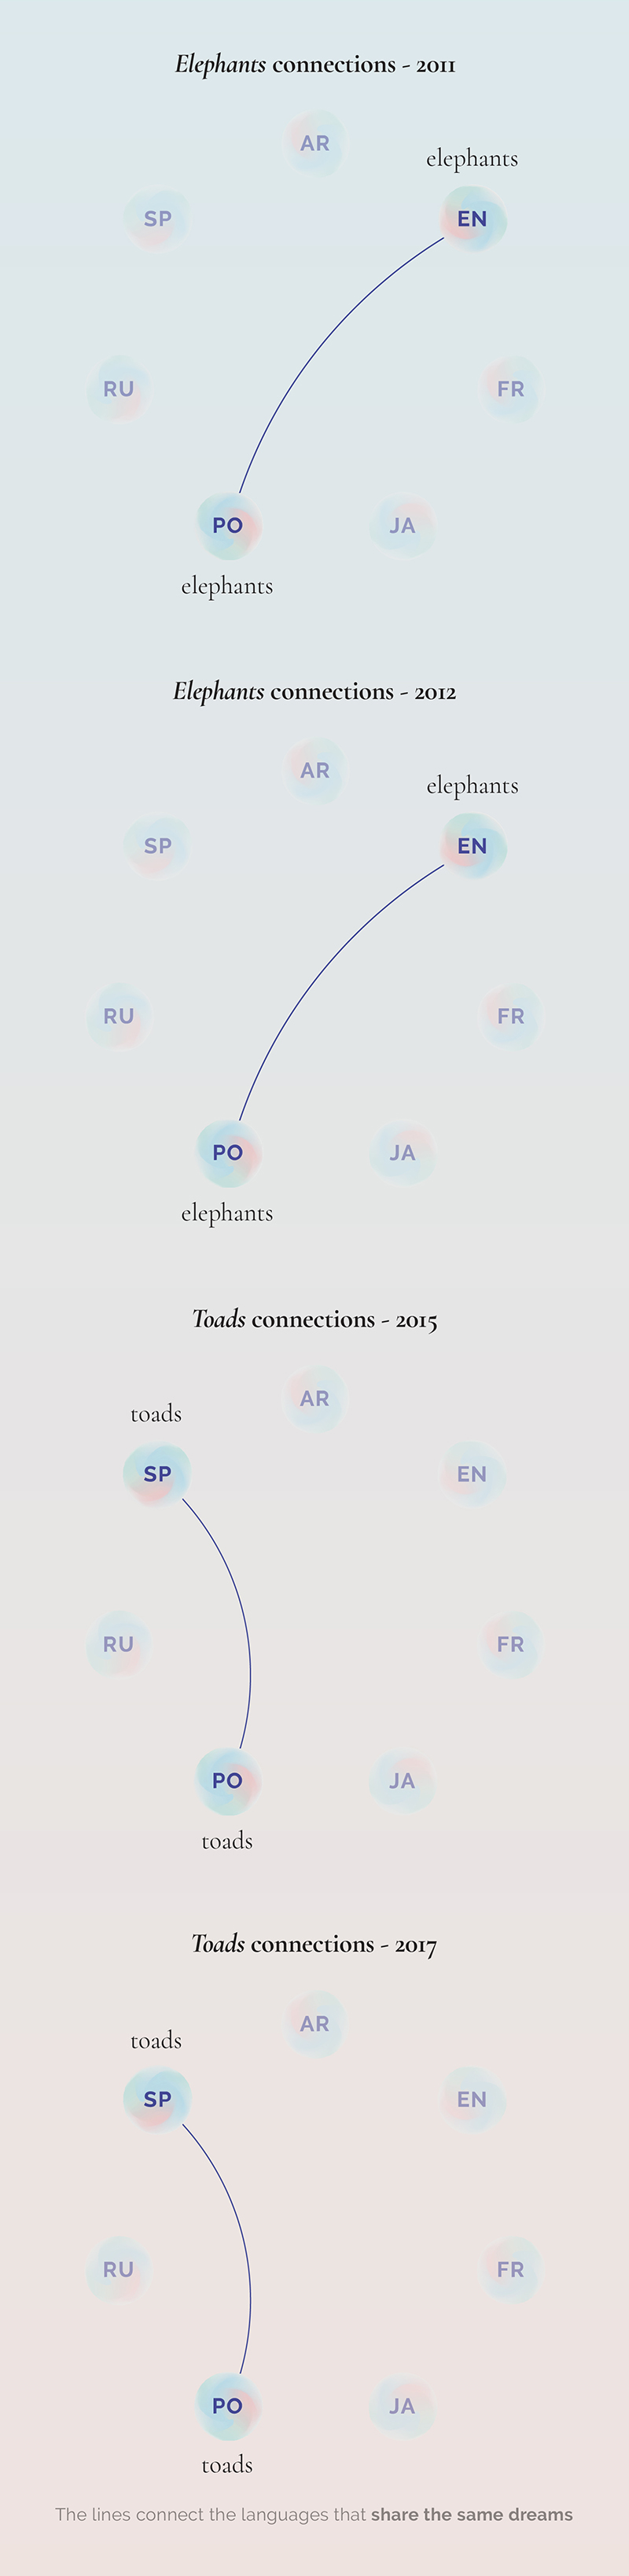 Elephants connections - 2011
AR
elephants
SP
EN
RU
FR
PO
JA
elephants
Elephants connections - 2012
AR
elephants
SP
EN
RU
FR
PO
JA
elephants
Toads connections - 2015
AR
toads
SP
EN
RU
FR
PO
JA
toads
Toads connections - 2017
AR
toads
SP
EN
RU
FR
PO
JA
toads
The lines connect the languages that share the same dreams